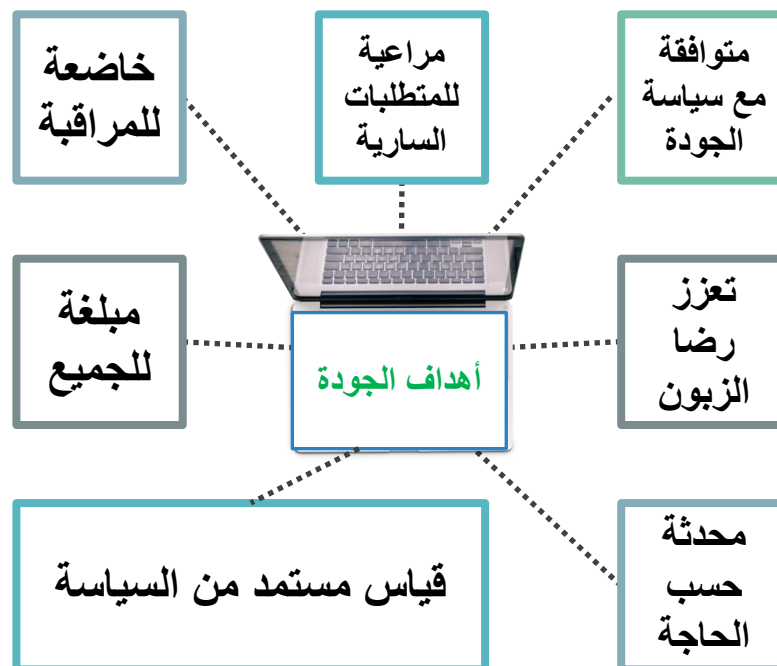 متوافقة
مع سياسة
الجودة
مراعية
للمتطلبات
السارية
خاضعة
للمراقبة
تعزز
رضا
الزبون
أهداف الجودة
مبلغة
للجميع
محدثة
حسب
الحاجة
قياس مستمد من السياسة